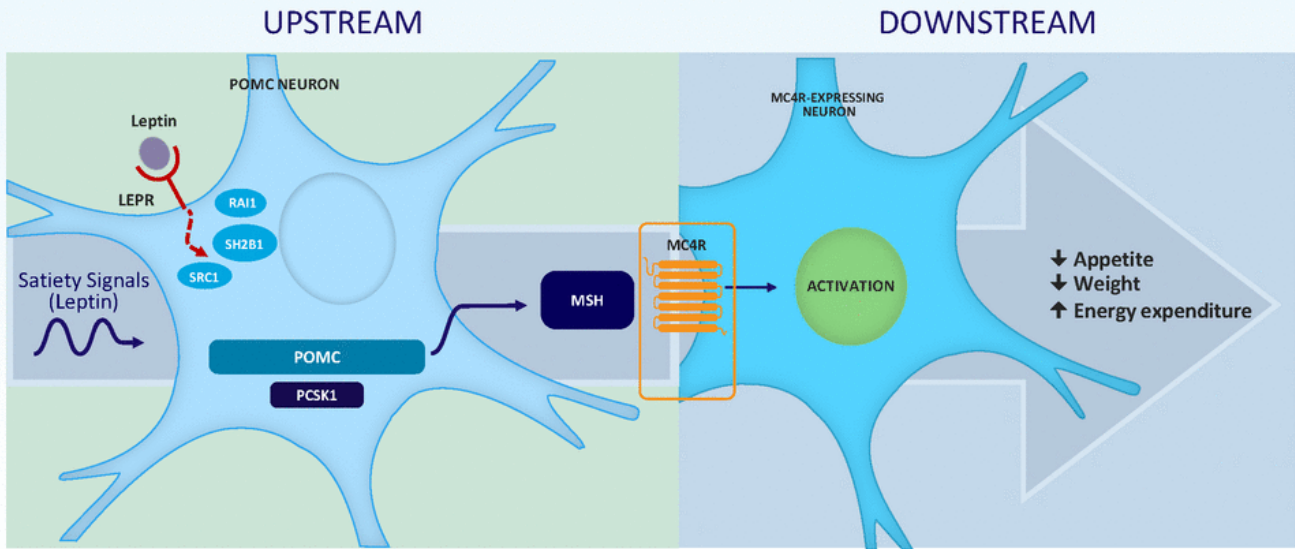 UPSTREAM
DOWNSTREAM
POMC NEURON
Leptin
LEPR
RAI1
SH2B1
SRC1
Satiety Signals
(Leptin)
POMC
PCSK1
MSH
MC4R
MC4R-EXPRESSING
NEURON
ACTIVATION
↓ Appetite
↓ Weight
↑ Energy expenditure